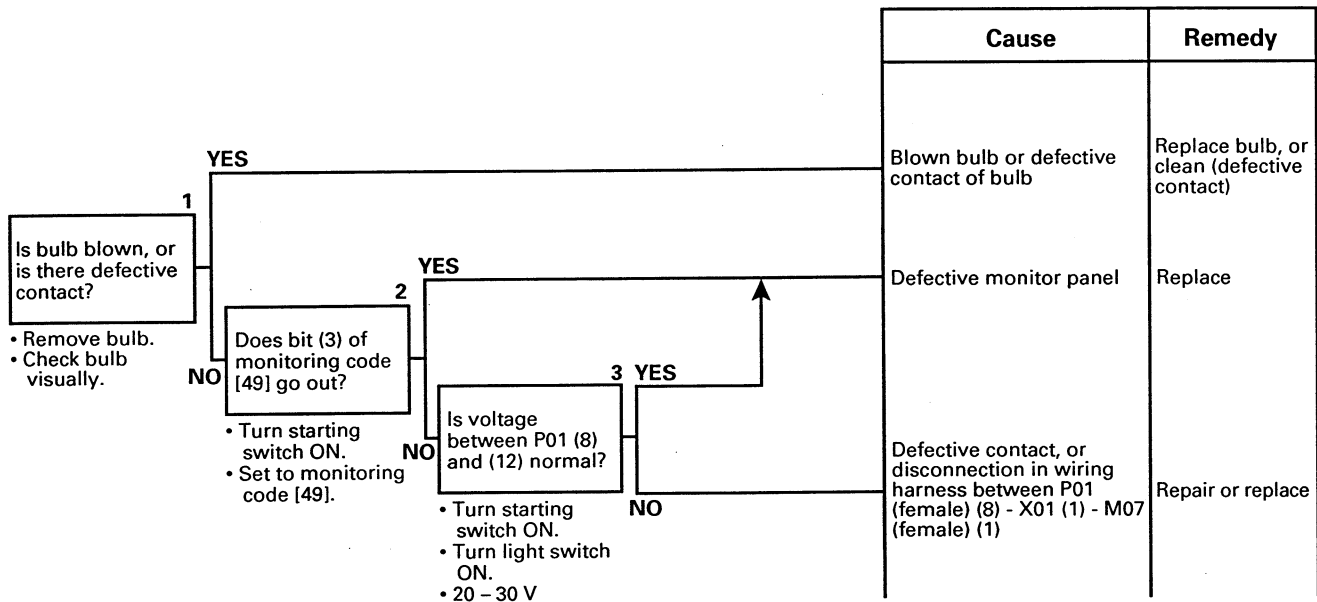 Cause
Remedy
YES
Blown bulb or defective
contact of bulb
Replace bulb, or
clean (defective
contact)
1
Is bulb blown, or
is there defective
contact?
• Remove bulb.
• Check bulb
visually.
NO
YES
Defective monitor panel
Replace
2
Does bit (3) of
monitoring code
[49] go out?
• Turn starting
switch ON.
• Set to monitoring
code [49].
NO
3
YES
Is voltage
between P01 (8)
and (12) normal?
• Turn starting
switch ON.
• Turn light switch
ON.
• 20 – 30 V
NO
Defective contact, or
disconnection in wiring
harness between P01
(female) (8) - X01 (1) - M07
(female) (1)
Repair or replace